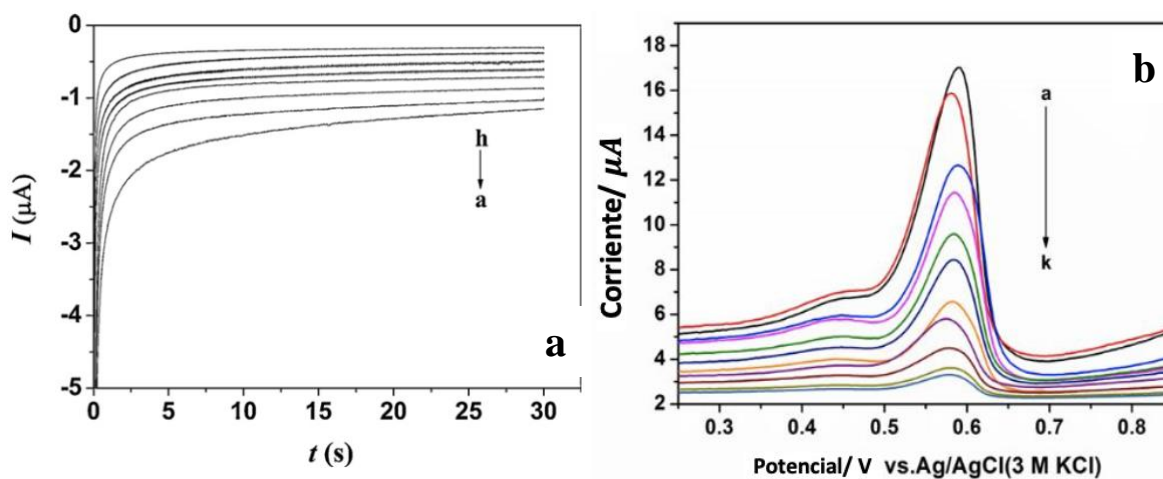 0
-1
-2
-3
-4
-5
I (μA)
0 5 10 15 20 25 30
t (s)
h
a
a
18
16
14
12
10
8
6
4
2
Corriente/ μA
0.3 0.4 0.5 0.6 0.7 0.8
Potencial/ V vs.Ag/AgCl(3 M KCl)
a
k
b